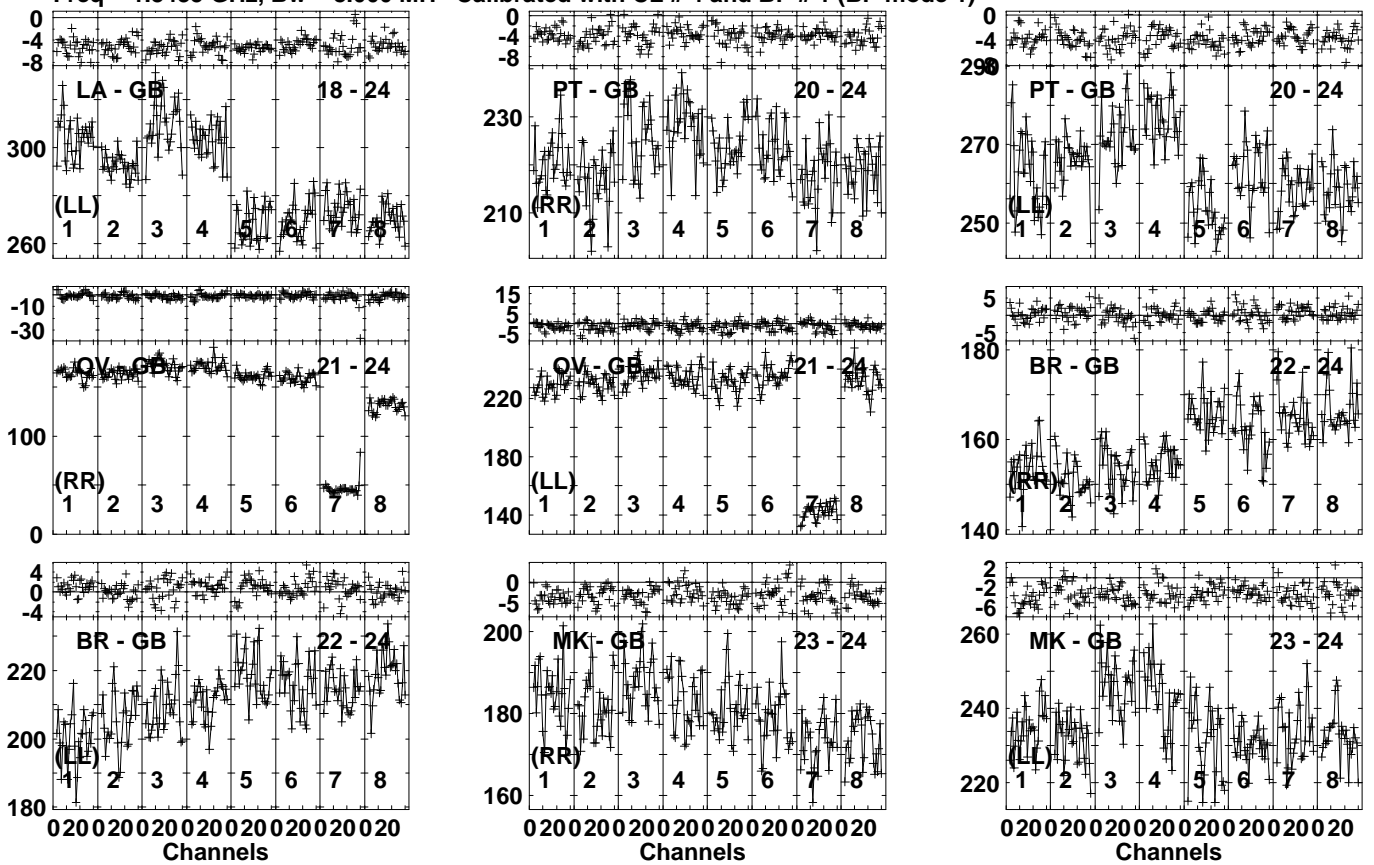 0 0 0
-4 -4 -4
-8 -8 -8
LA - GB 18 - 24 PT - GB 20 - 24 290 PT - GB 20 - 24
300 230 270
(LL) 210 (RR) (LL)
260 1 2 3 4 5 6 7 8 1 2 3 4 5 6 7 8 250 1 2 3 4 5 6 7 8
-10 15 5
-30 5 -5
-5
OV - GB 21 - 24 OV - GB 21 - 24 180 BR - GB 22 - 24
100 220 160
(RR) 180 (LL) (RR)
0 1 2 3 4 5 6 7 8 140 1 2 3 4 5 6 7 8 140 1 2 3 4 5 6 7 8
4 0 2
0 -5 -2
-4 -6
BR - GB 22 - 24 200 MK - GB 23 - 24 260 MK - GB 23 - 24
220 180 240
200 (LL) (RR) (LL)
180 1 2 3 4 5 6 7 8 160 1 2 3 4 5 6 7 8 220 1 2 3 4 5 6 7 8
0 20 0 20 0 20 0 20 0 20 0 20 0 20 0 20 0 20 0 20 0 20 0 20 0 20 0 20 0 20 0 20 0 20 0 20 0 20 0 20 0 20 0 20 0 20 0 20
Channels Channels Channels